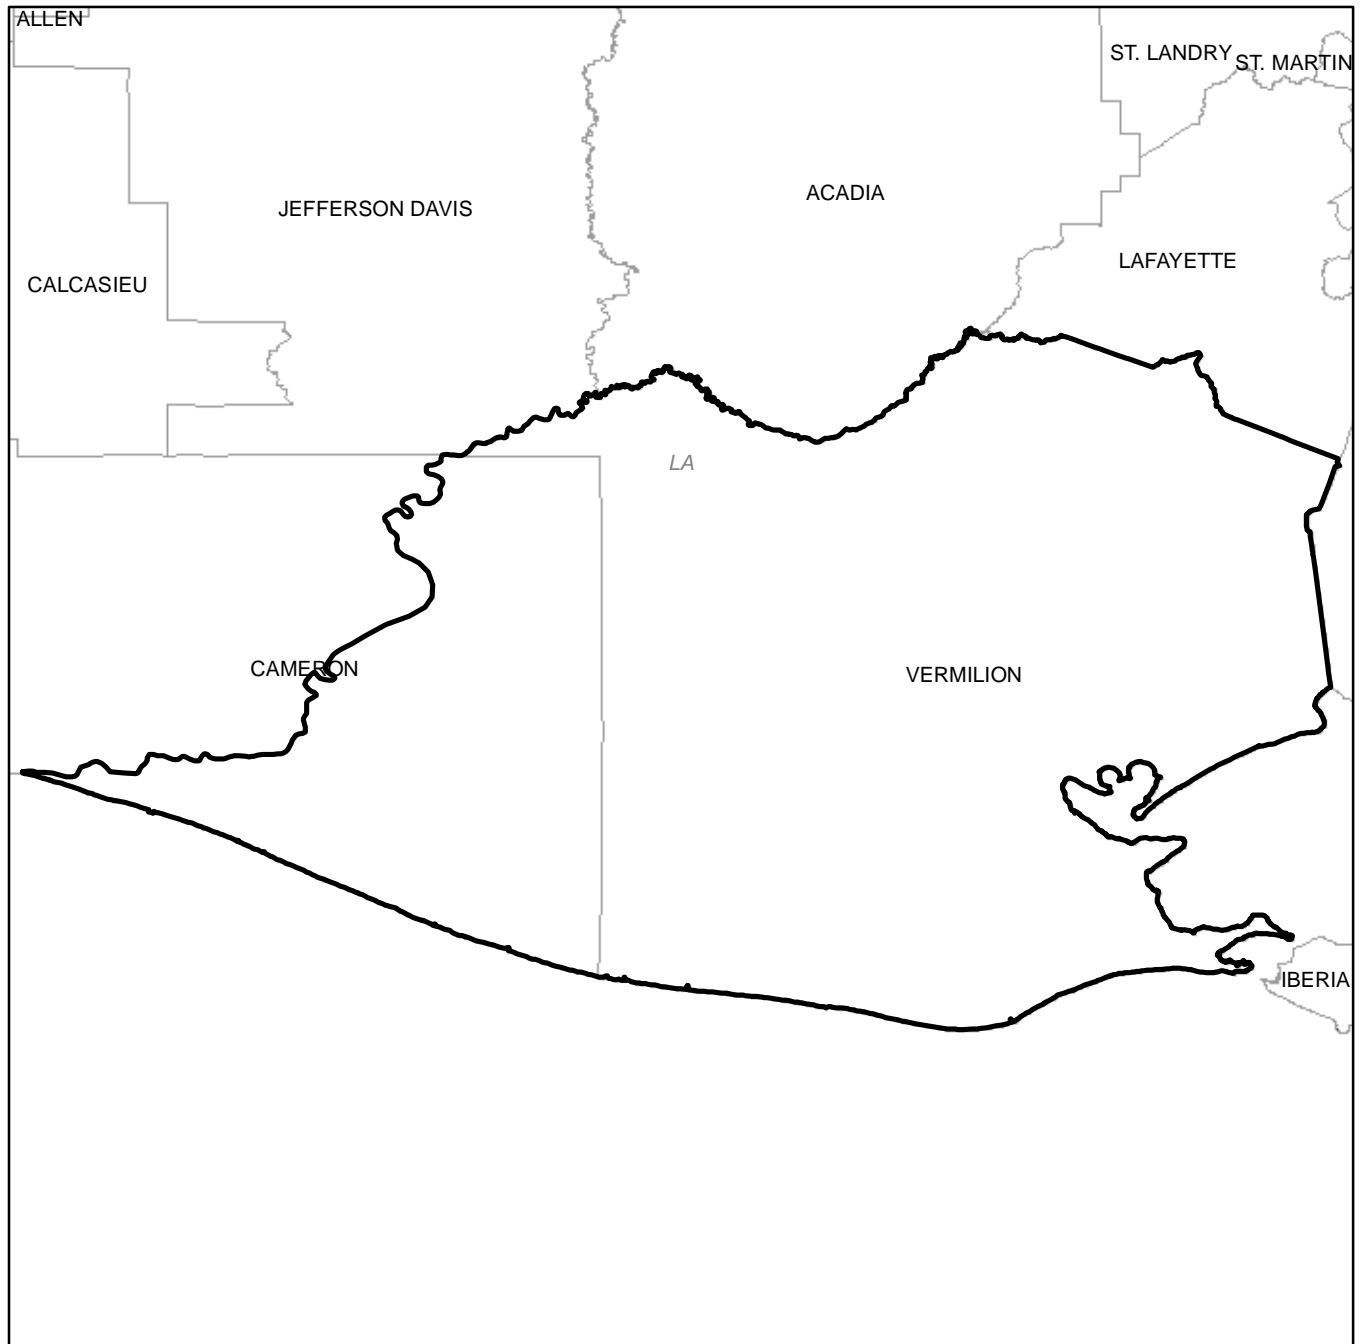 ALLEN
ST. LANDRY
ST. MARTIN
JEFFERSON DAVIS
ACADIA
LAFAYETTE
CALCASIEU
LA
CAMERON
VERMILION
IBERIA